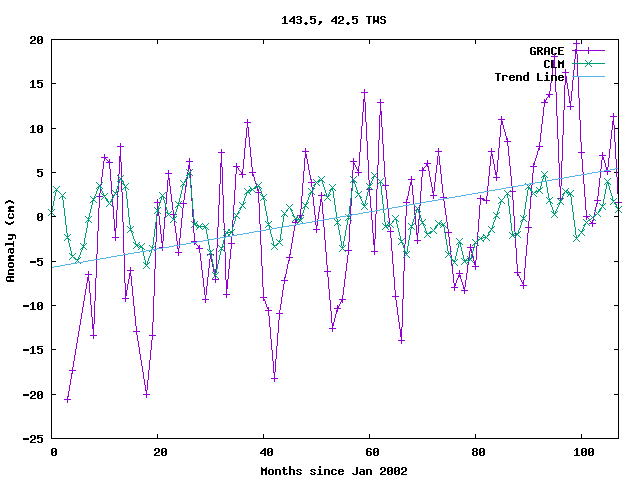 143.5, 42.5 TWS
GRACE
CLM
Trend Line
20
15
10
5
0
-5
-10
-15
-20
-25
Anomaly (cm)
0 20 40 60 80 100
Months since Jan 2002